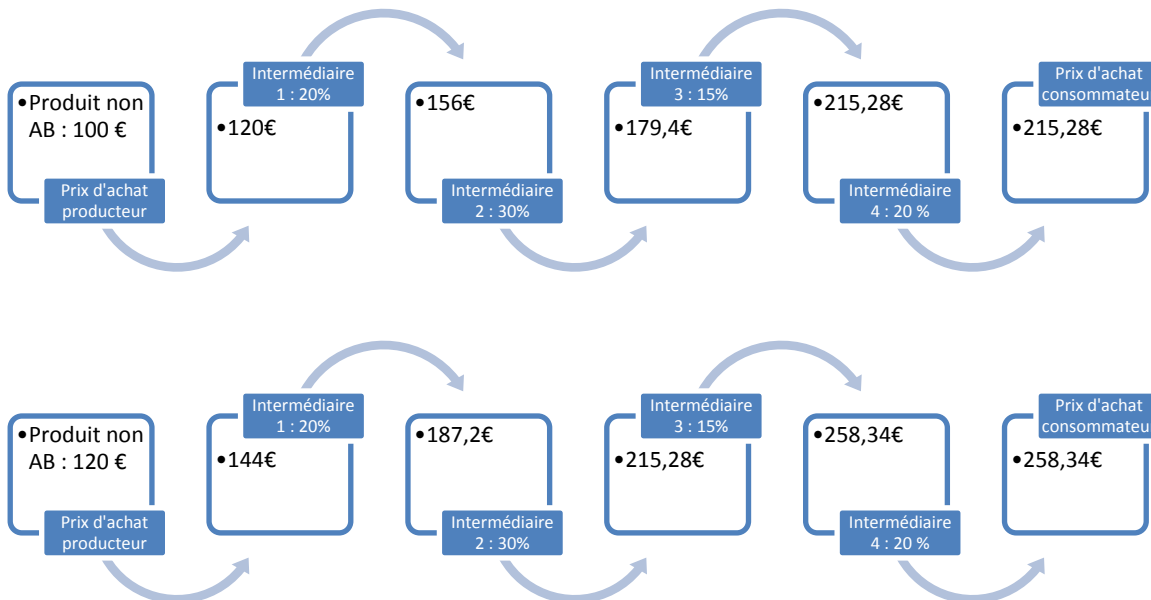 •Produit non
AB : 100 €
Prix d'achat
producteur
Intermédiaire
1 : 20%
•120€
•156€
Intermédiaire
2 : 30%
Intermédiaire
3 : 15%
•179,4€
•215,28€
Intermédiaire
4 : 20 %
Prix d'achat
consommateur
•215,28€
•Produit non
AB : 120 €
Prix d'achat
producteur
Intermédiaire
1 : 20%
•144€
•187,2€
Intermédiaire
2 : 30%
Intermédiaire
3 : 15%
•215,28€
•258,34€
Intermédiaire
4 : 20 %
Prix d'achat
consommateur
•258,34€